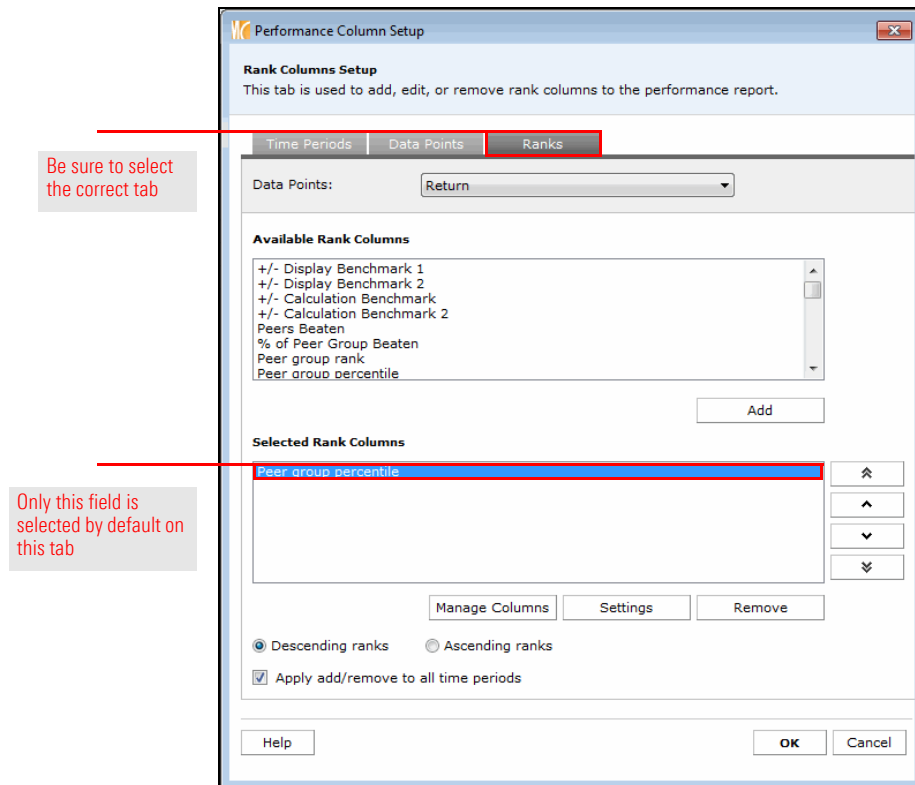 Performance Column Setup
Rank Columns Setup
This tab is used to add, edit, or remove rank columns to the performance report.
Time Periods
Data Points
Ranks
Be sure to select
the correct tab
Data Points:
Return
Available Rank Columns
+/- Display Benchmark 1
+/- Display Benchmark 2
+/- Calculation Benchmark
+/- Calculation Benchmark 2
Peers Beaten
% of Peer Group Beaten
Peer group rank
Peer group percentile
Add
Selected Rank Columns
Peer group percentile
Only this field is
selected by default on
this tab
Manage Columns
Settings
Remove
Descending ranks
Ascending ranks
Apply add/remove to all time periods
Help
OK
Cancel